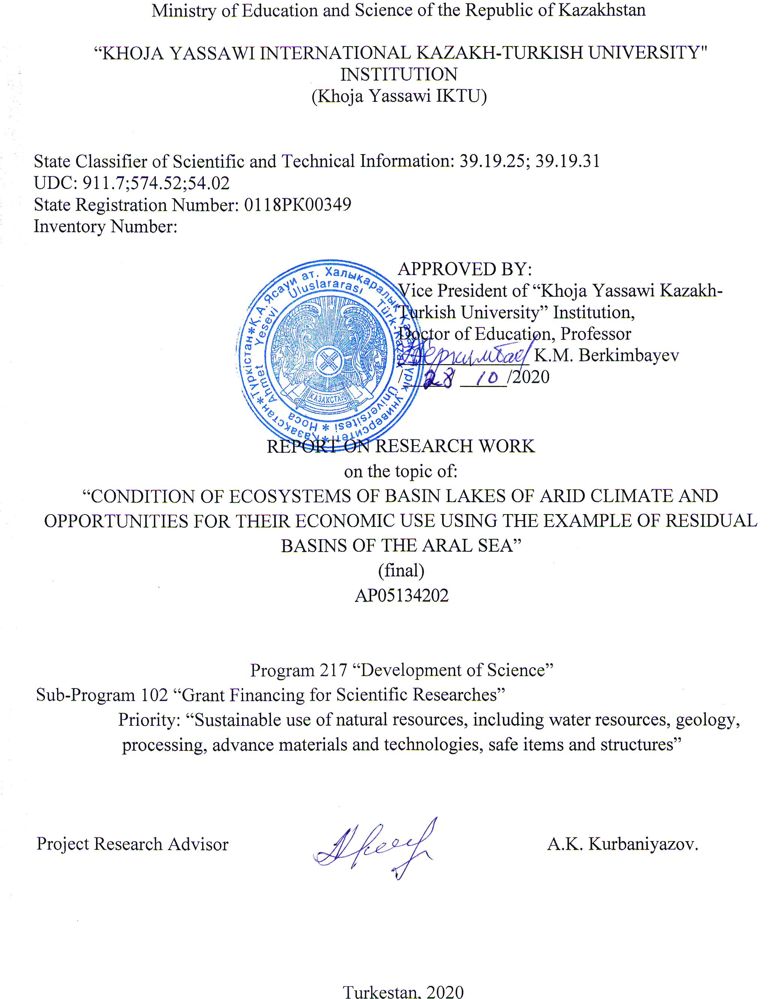 Ministry of Education and Science of the Republic of Kazakhstan
“KHOJA YASSAWI INTERNATIONAL KAZAKH-TURKISH UNIVERSITY"
INSTITUTION
(Khoja Yassawi IKTU)
State Classifier of Scientific and Technical Information: 39.19.25; 39.19.31
UDC: 911.7;574.52;54.02
State Registration Number: 0118РК00349
Inventory Number:
APPROVED BY:
Vice President of “Khoja Yassawi Kazakh-
Turkish University” Institution,
Doctor of Education, Professor
Беркимбаев K.M. Berkimbayev
/ 28/ 10 /2020
*Түркістан*Қ.А.Ясауи ат. Халықаралық Қазақ-Түрік университеті*Қазақстан
Hoca Ahmet Yesevi Uluslararası Türk-Kazak Üniversitesi *
ҚАЗАҚСТАН
REPORT ON RESEARCH WORK
on the topic of:
“CONDITION OF ECOSYSTEMS OF BASIN LAKES OF ARID CLIMATE AND
OPPORTUNITIES FOR THEIR ECONOMIC USE USING THE EXAMPLE OF RESIDUAL
BASINS OF THE ARAL SEA”
(final)
AP05134202
Program 217 “Development of Science”
Sub-Program 102 “Grant Financing for Scientific Researches”
Priority: “Sustainable use of natural resources, including water resources, geology,
processing, advance materials and technologies, safe items and structures”
Project Research Advisor A.K. Kurbaniyazov.
Turkestan, 2020